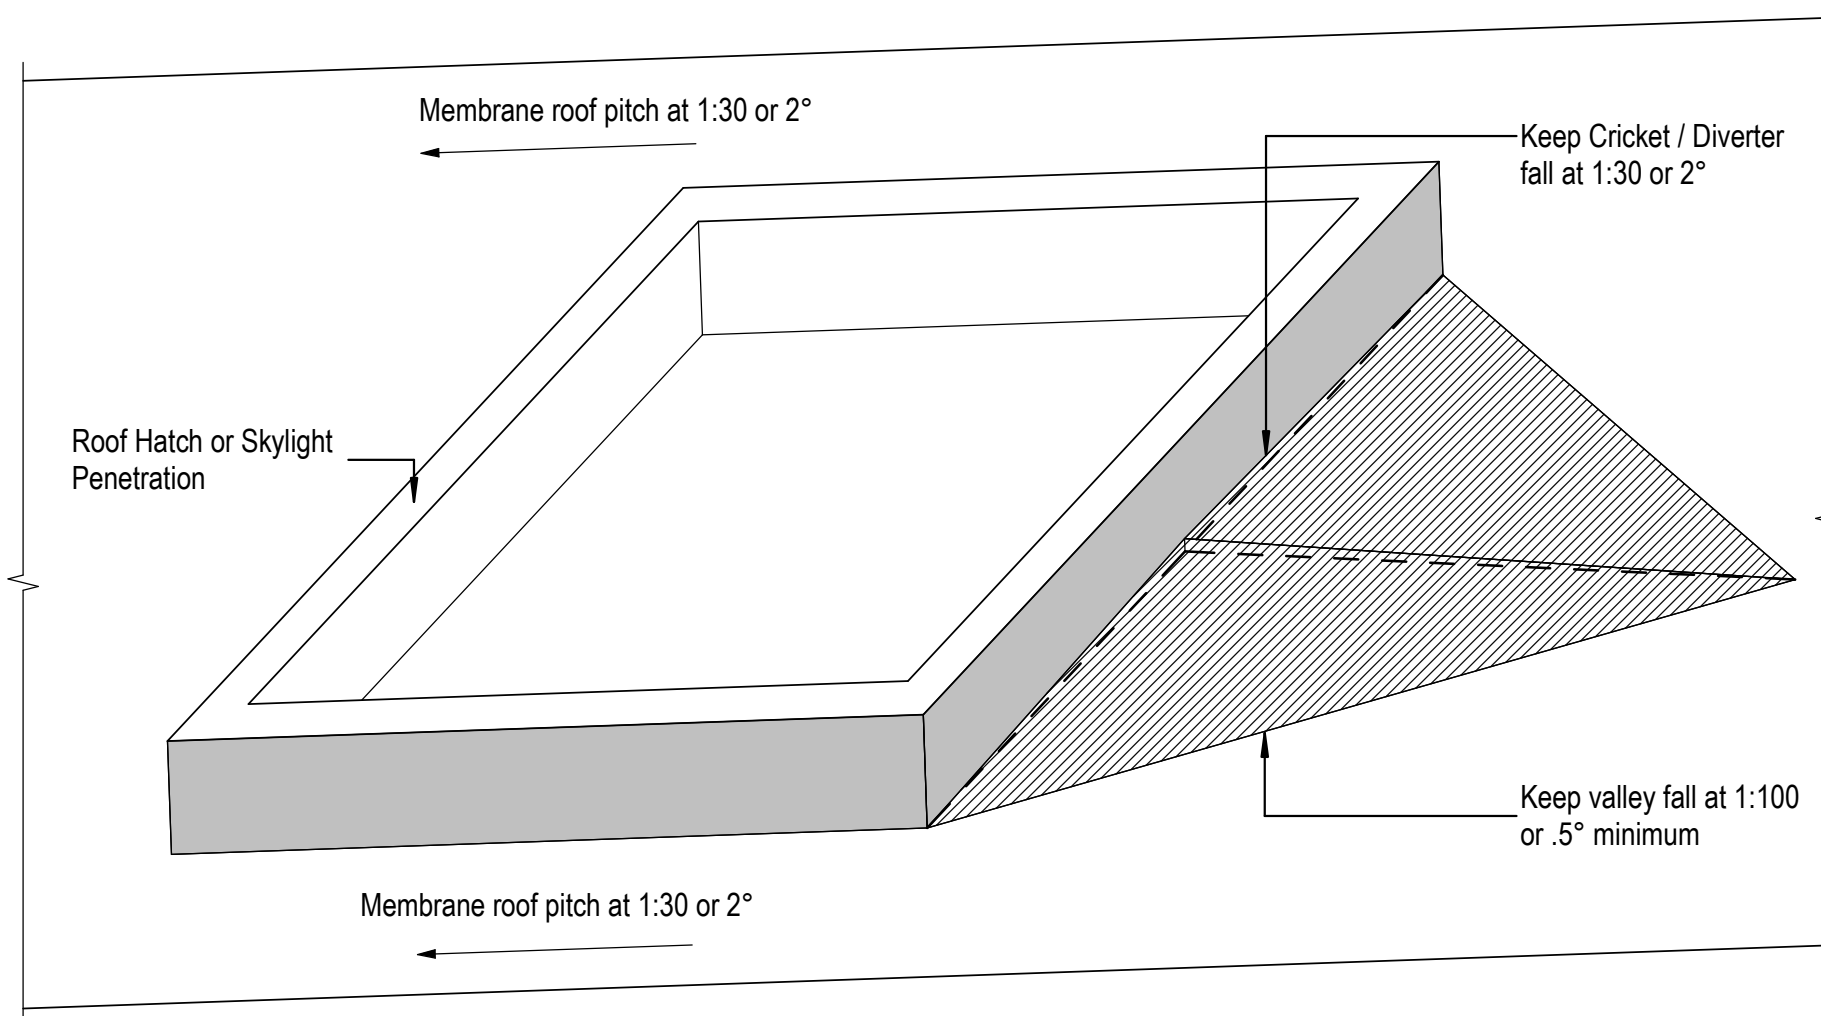 Membrane roof pitch at 1:30 or 2°
Keep Cricket / Diverter
fall at 1:30 or 2°
Roof Hatch or Skylight
Penetration
Keep valley fall at 1:100
or .5° minimum
Membrane roof pitch at 1:30 or 2°